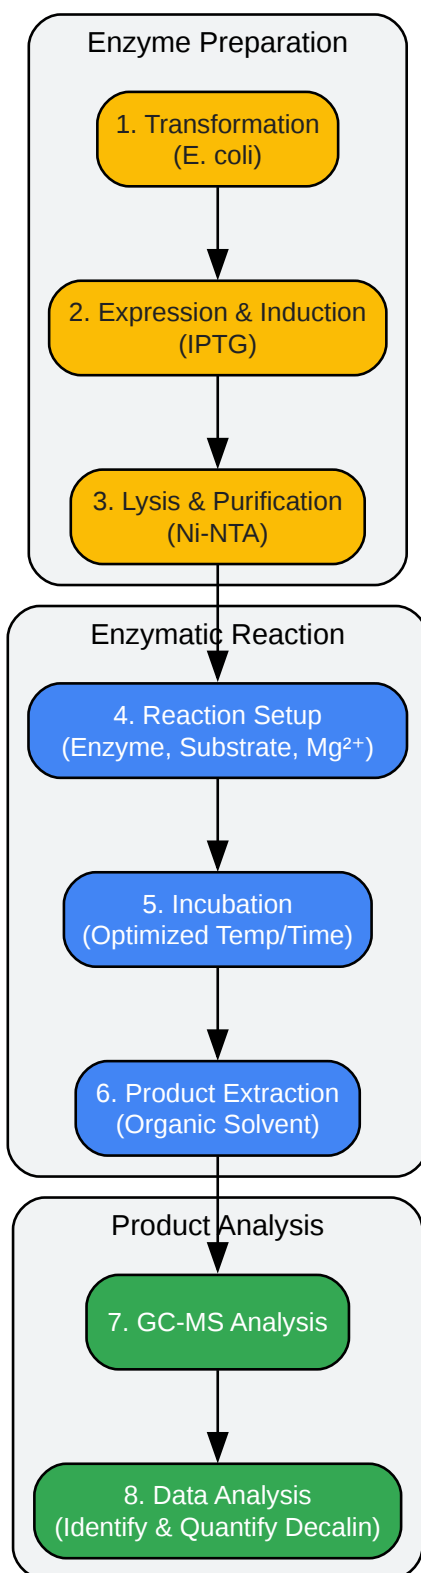 Enzyme Preparation
1. Transformation
(E. coli)
2. Expression & Induction
(IPTG)
3. Lysis & Purification
(Ni-NTA)
Enzymatic Reaction
4. Reaction Setup
(Enzyme, Substrate, Mg²⁺)
5. Incubation
(Optimized Temp/Time)
6. Product Extraction
(Organic Solvent)
Product Analysis
7. GC-MS Analysis
8. Data Analysis
(Identify & Quantify Decalin)